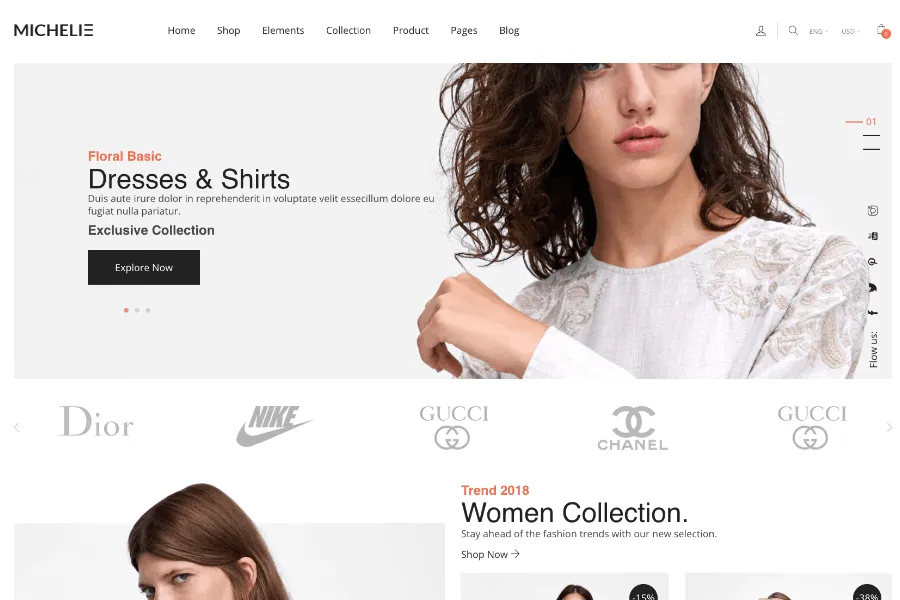 MICHELIE
Home Shop Elements Collection Product Pages Blog
ENG USD 0
01
Floral Basic
Dresses & Shirts
Duis aute irure dolor in reprehenderit in voluptate velit essecillum dolore eu
fugiat nulla pariatur.
Exclusive Collection
Explore Now
Flow us:
Dior NIKE GUCCI CHANEL GUCCI
Trend 2018
Women Collection.
Stay ahead of the fashion trends with our new selection.
Shop Now
-15% -38%